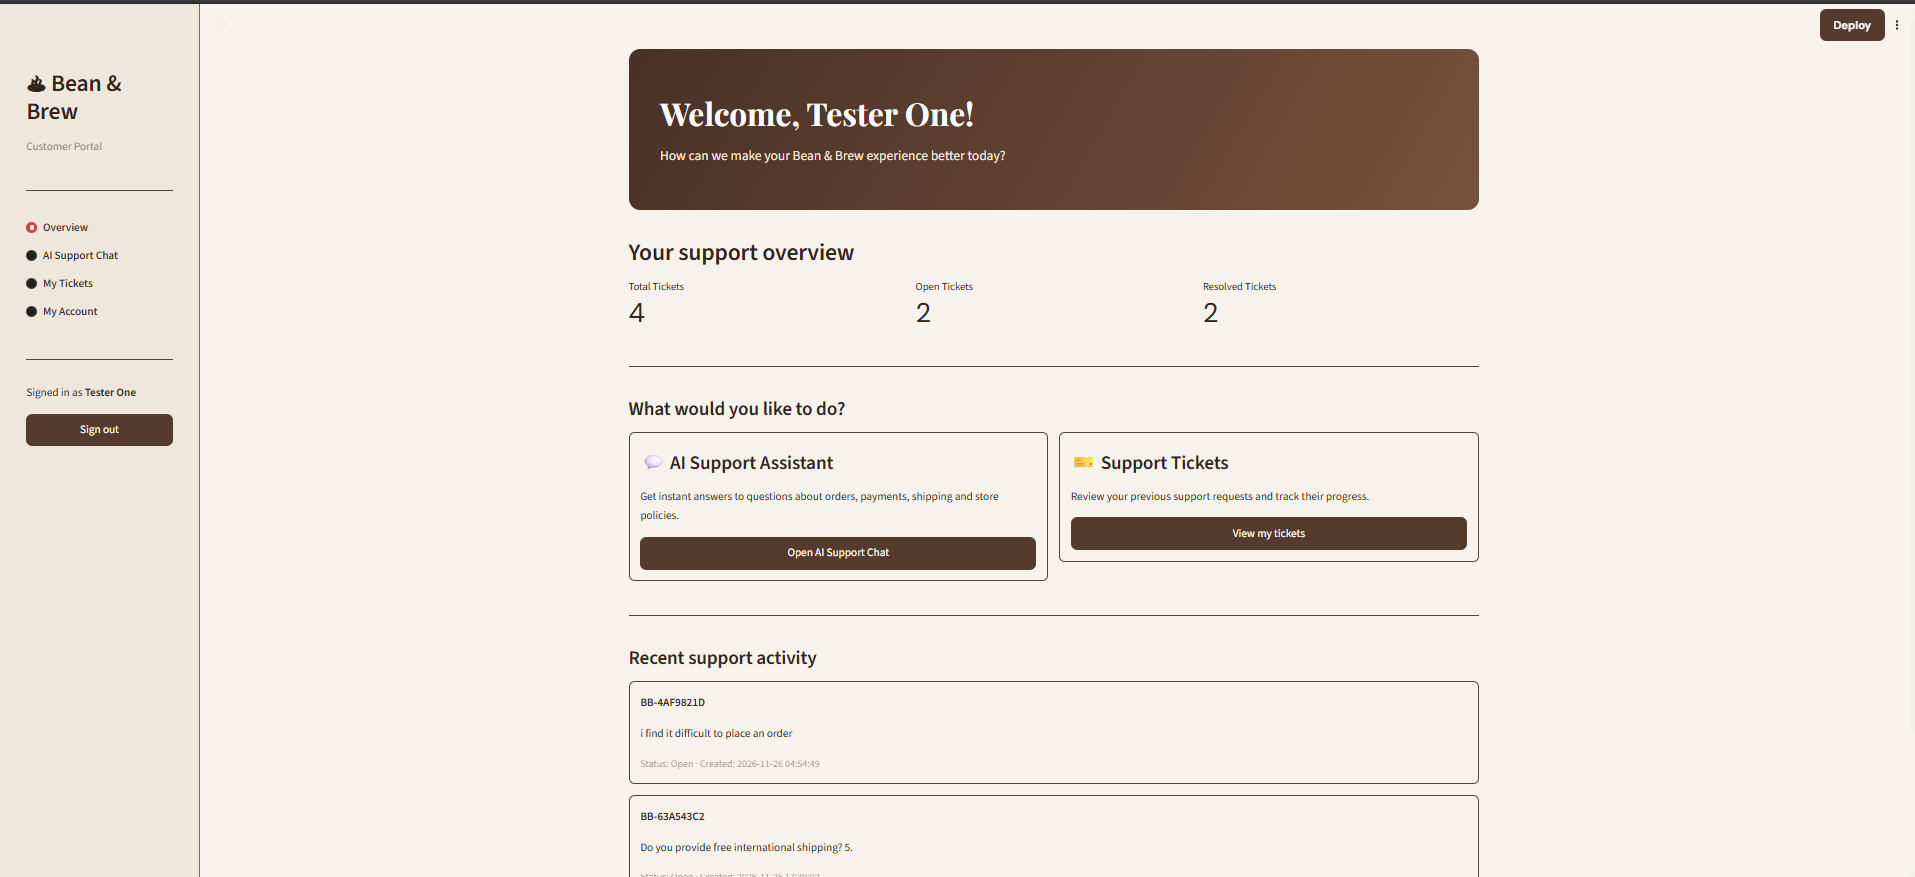 Deploy
Bean &
Brew
Customer Portal
Overview
AI Support Chat
My Tickets
My Account
Signed in as Tester One
Sign out
Welcome, Tester One!
How can we make your Bean & Brew experience better today?
Your support overview
Total Tickets
4
Open Tickets
2
Resolved Tickets
2
What would you like to do?
AI Support Assistant
Get instant answers to questions about orders, payments, shipping and store
policies.
Open AI Support Chat
Support Tickets
Review your previous support requests and track their progress.
View my tickets
Recent support activity
BB-4AF9821D
i find it difficult to place an order
Status: Open · Created: 2026-11-26 04:54:49
BB-63A543C2
Do you provide free international shipping? 5.
Status: Open · Created: